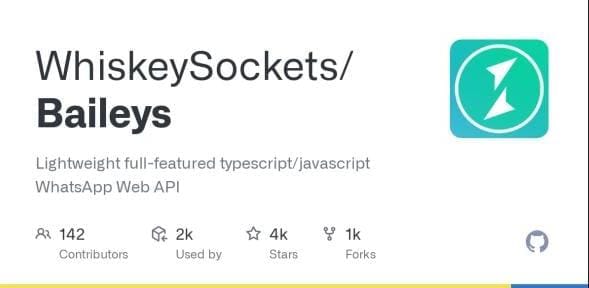 WhiskeySockets/
Baileys
Lightweight full-featured typescript/javascript
WhatsApp Web API
142 2k 4k 1k
Contributors Used by Stars Forks